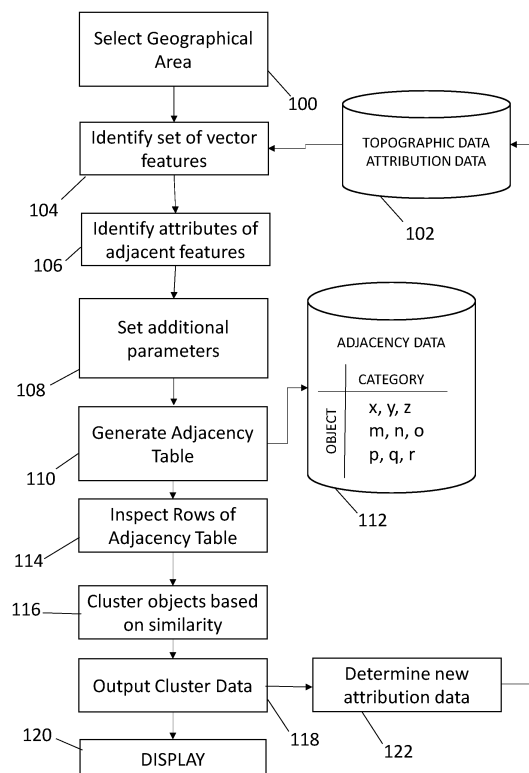 Select Geographical
Area
100
Identify set of vector
features
104
TOPOGRAPHIC DATA
ATTRIBUTION DATA
102
Identify attributes of
adjacent features
106
Set additional
parameters
108
ADJACENCY DATA
CATEGORY
OBJECT
x, y, z
m, n, o
p, q, r
112
Generate Adjacency
Table
110
Inspect Rows of
Adjacency Table
114
Cluster objects based
on similarity
116
Output Cluster Data
118
Determine new
attribution data
122
DISPLAY
120